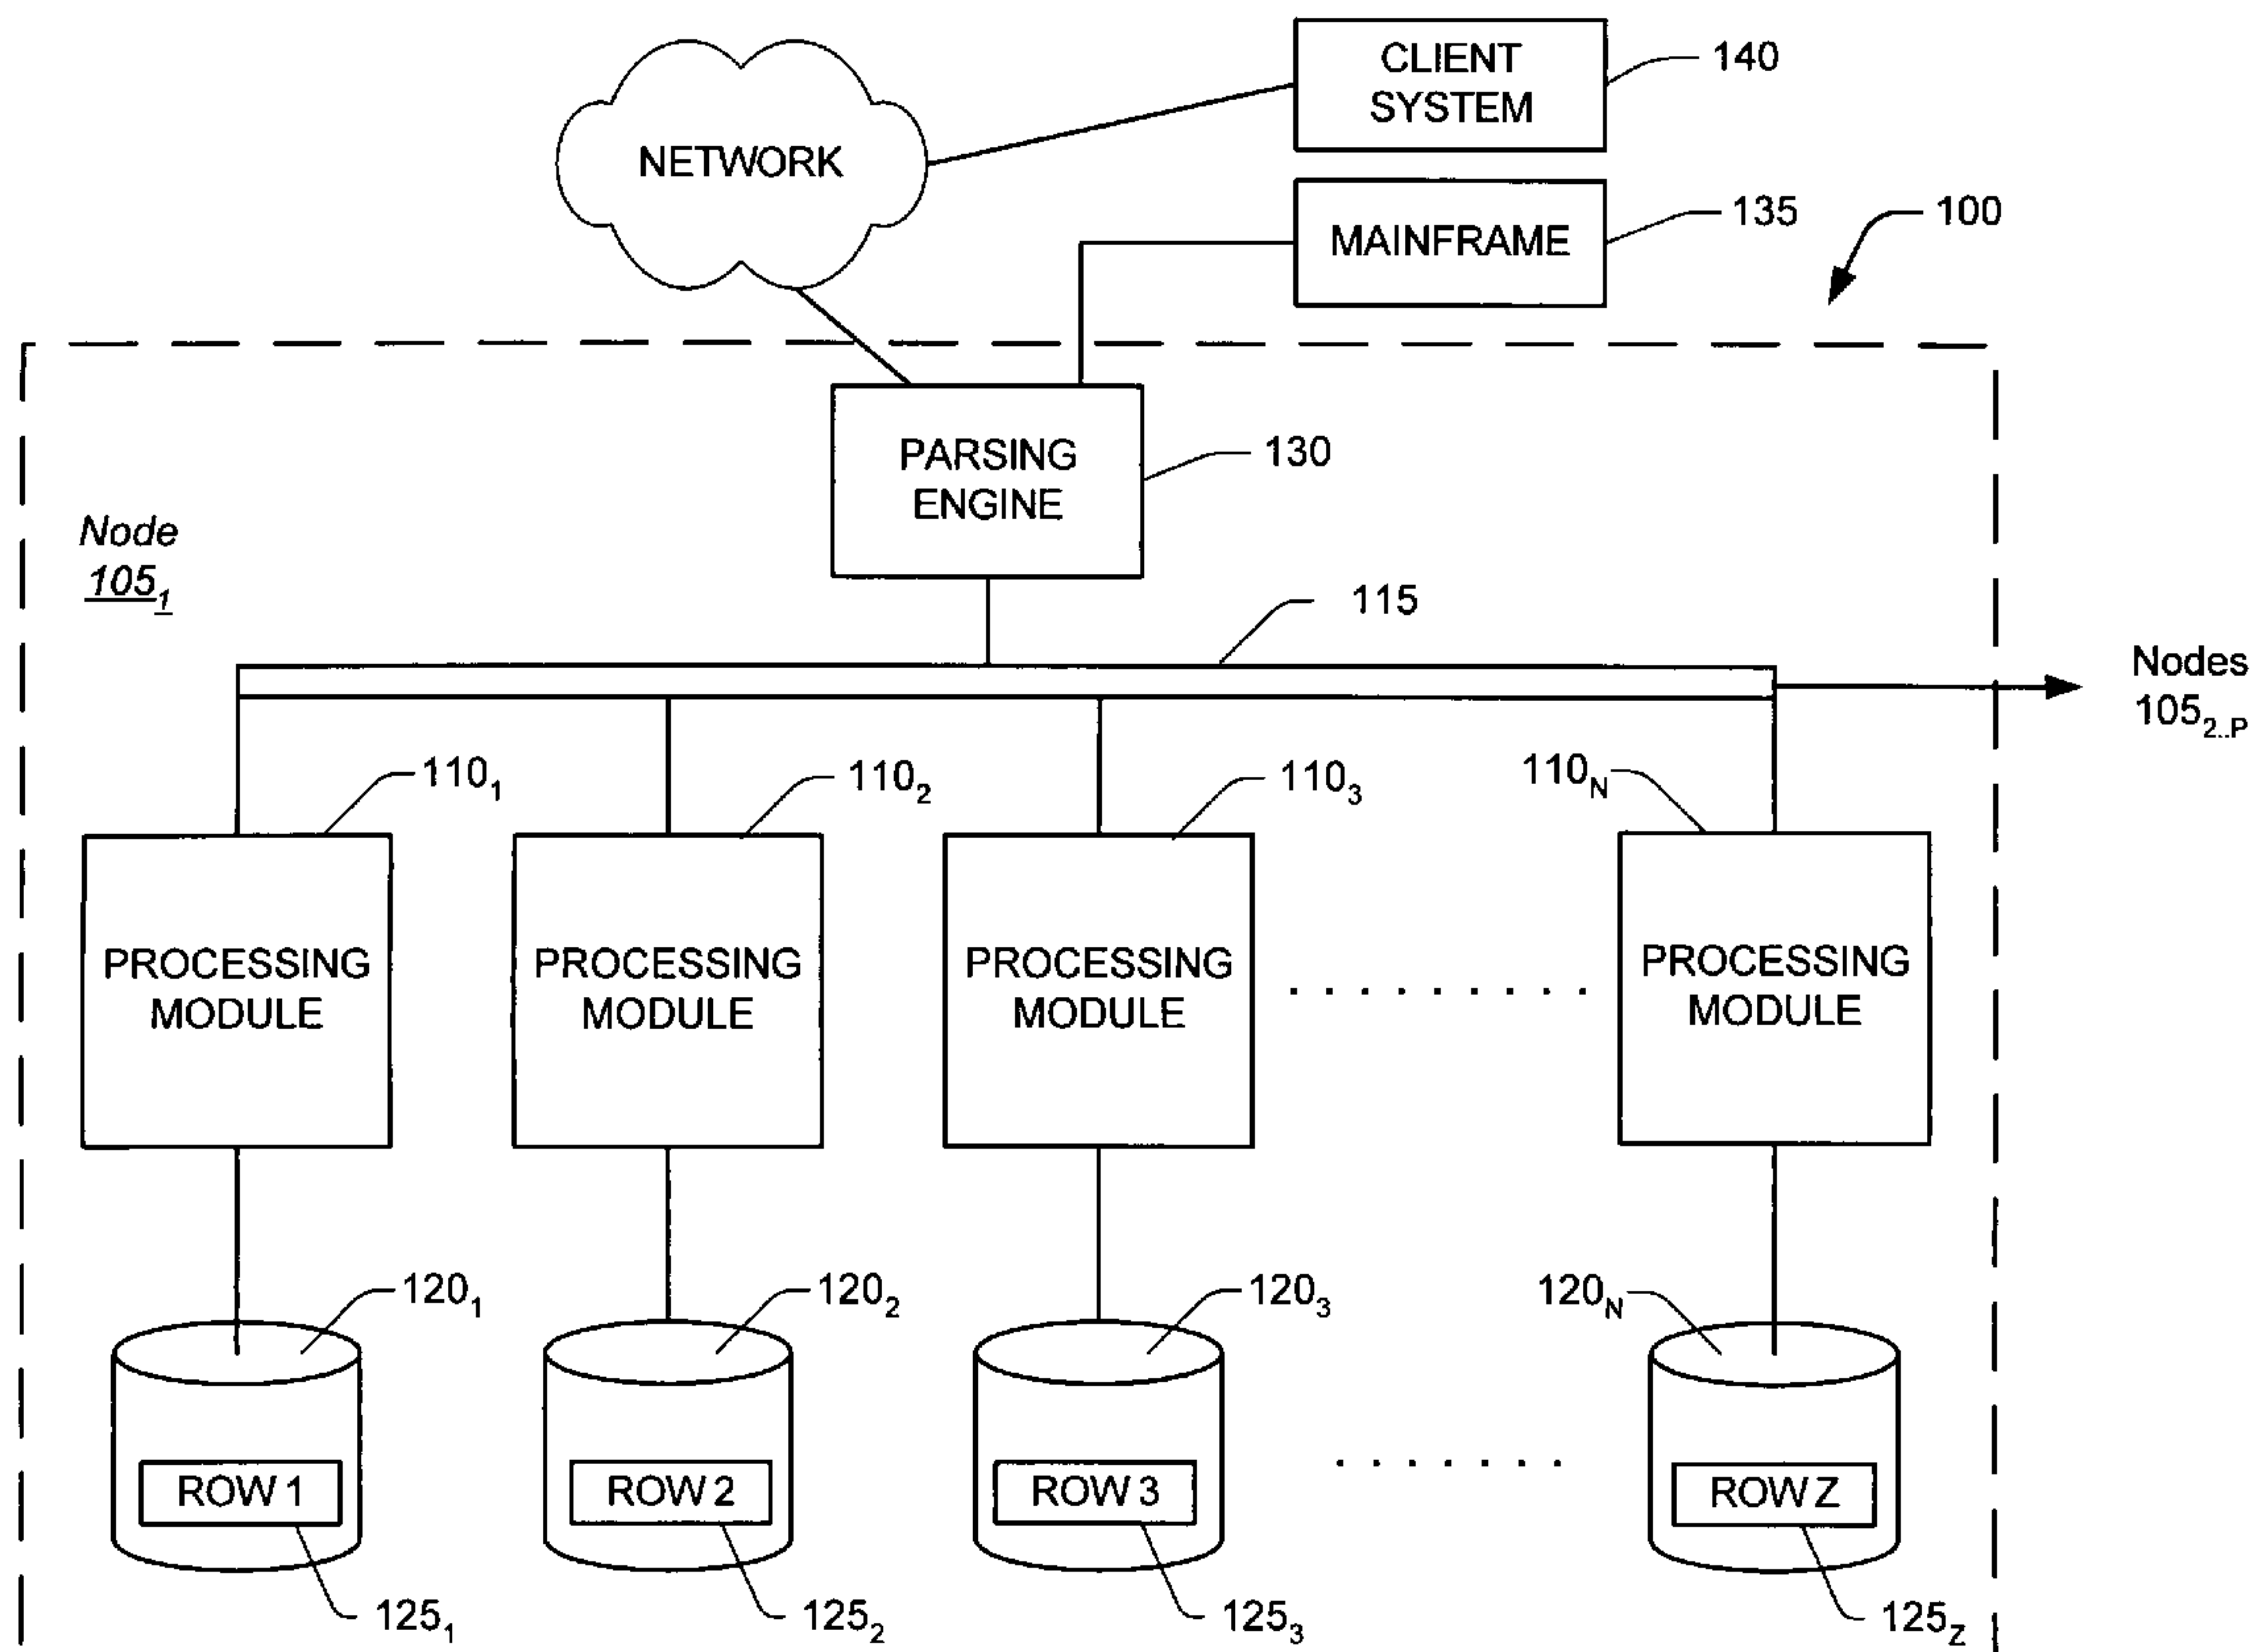 CLIENT
SYSTEM
140
NETWORK
MAINFRAME
135
100
PARSING
ENGINE
130
Node
105₁
115
Nodes
105₂..P
110₁
110₂
110₃
110N
PROCESSING
MODULE
PROCESSING
MODULE
PROCESSING
MODULE
. . . . . . . . . .
PROCESSING
MODULE
120₁
120₂
120₃
120N
ROW 1
ROW 2
ROW 3
. . . . . . .
ROW Z
125₁
125₂
125₃
125Z